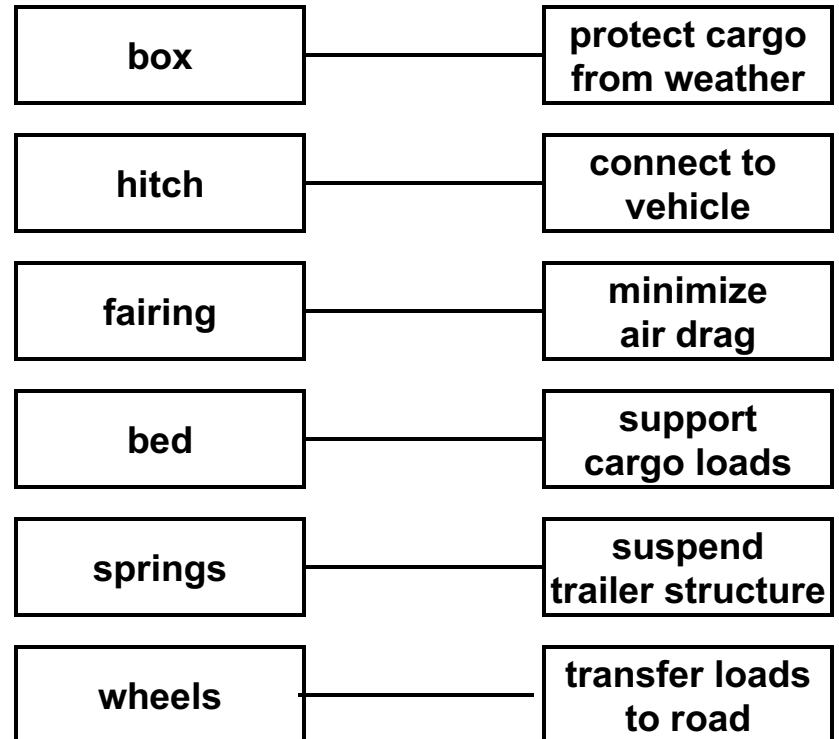 box
protect cargo
from weather
hitch
connect to
vehicle
fairing
minimize
air drag
bed
support
cargo loads
springs
suspend
trailer structure
wheels
transfer loads
to road